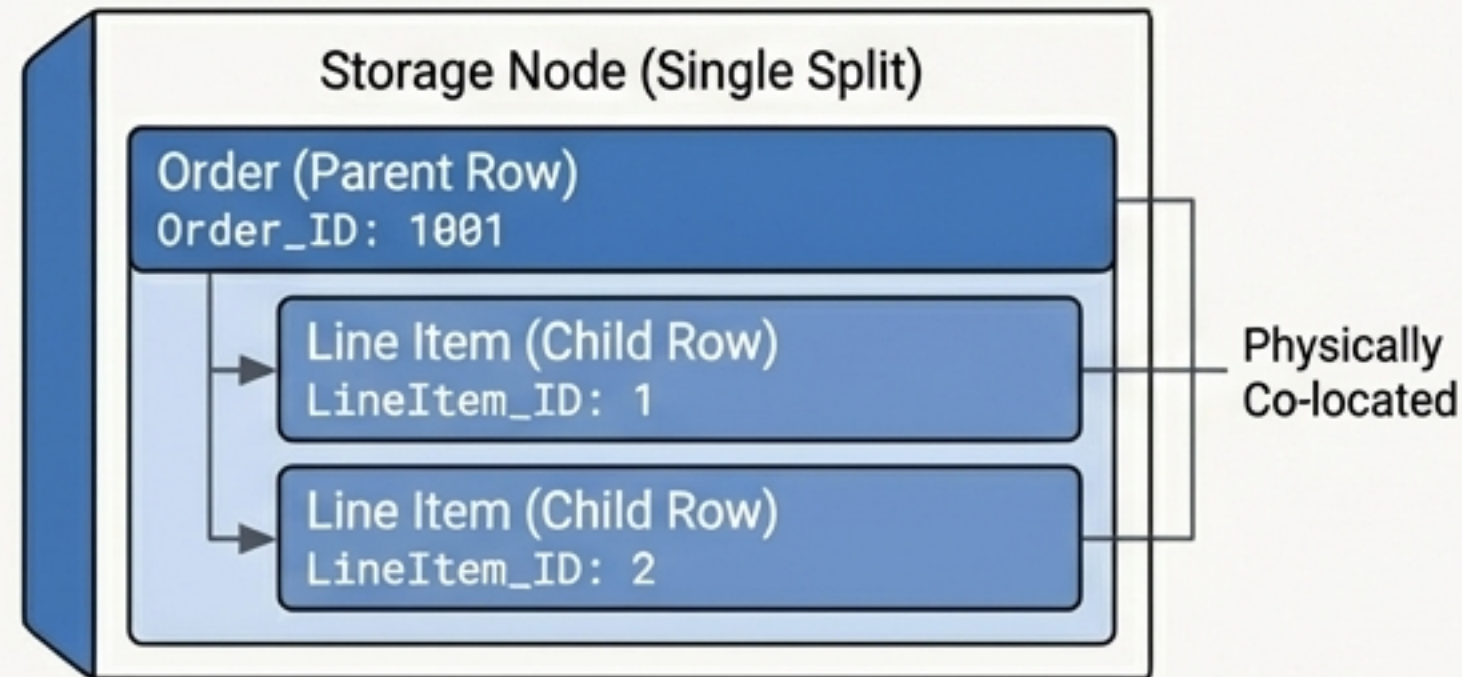 Storage Node (Single Split)
Order (Parent Row)
Order_ID: 1001
Line Item (Child Row)
LineItem_ID: 1
Line Item (Child Row)
LineItem_ID: 2
Physically
Co-located